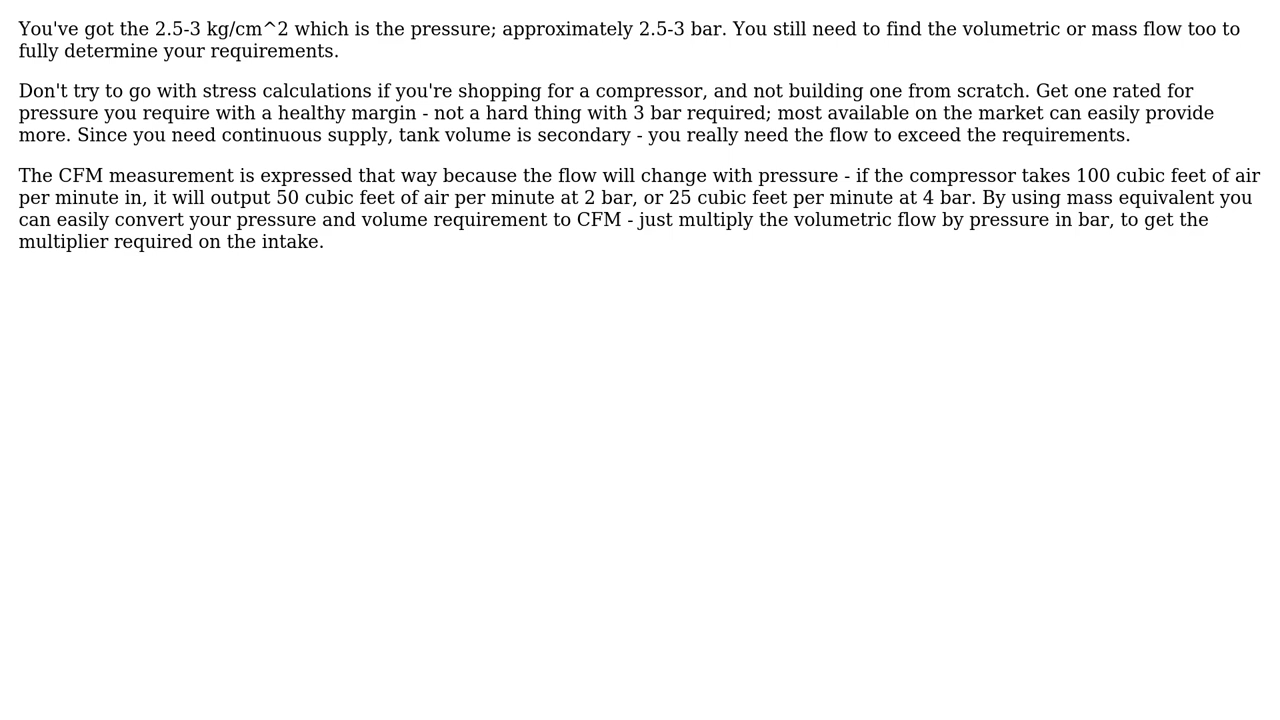 You've got the 2.5-3 kg/cm^2 which is the pressure; approximately 2.5-3 bar. You still need to find the volumetric or mass flow too to
fully determine your requirements.
Don't try to go with stress calculations if you're shopping for a compressor, and not building one from scratch. Get one rated for
pressure you require with a healthy margin - not a hard thing with 3 bar required; most available on the market can easily provide
more. Since you need continuous supply, tank volume is secondary - you really need the flow to exceed the requirements.
The CFM measurement is expressed that way because the flow will change with pressure - if the compressor takes 100 cubic feet of air
per minute in, it will output 50 cubic feet of air per minute at 2 bar, or 25 cubic feet per minute at 4 bar. By using mass equivalent you
can easily convert your pressure and volume requirement to CFM - just multiply the volumetric flow by pressure in bar, to get the
multiplier required on the intake.